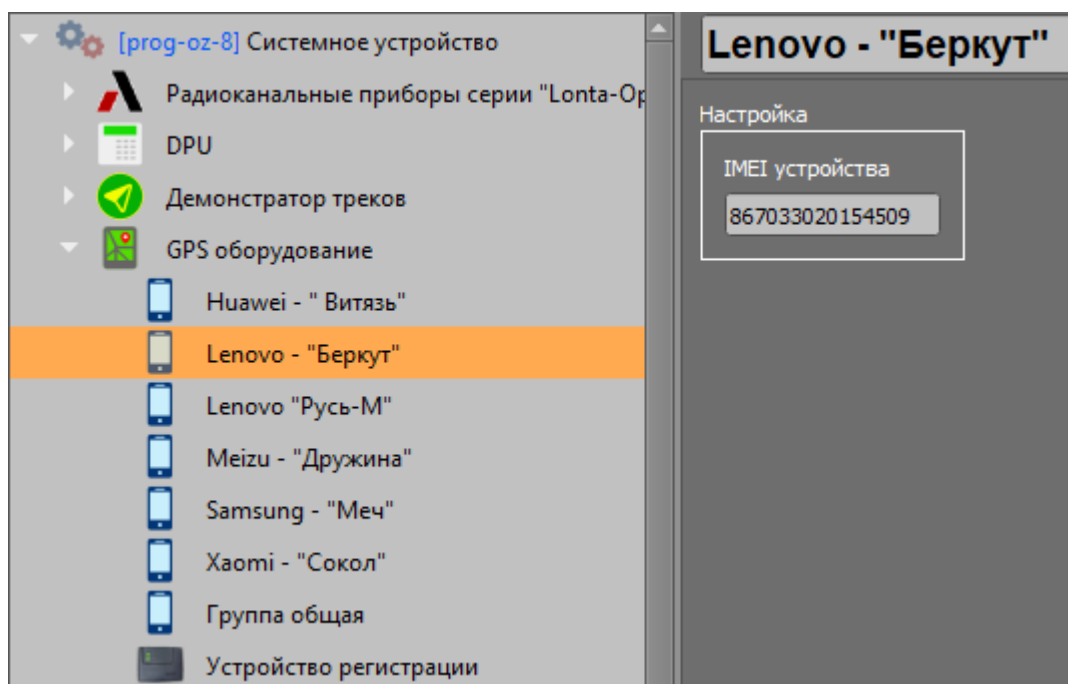 [prog-oz-8] Системное устройство
Радиоканальные приборы серии "Lonta-Op
DPU
Демонстратор треков
GPS оборудование
Huawei - " Витязь"
Lenovo - "Беркут"
Lenovo "Русь-М"
Meizu - "Дружина"
Samsung - "Меч"
Xaomi - "Сокол"
Группа общая
Устройство регистрации
Lenovo - "Беркут"
Настройка
IMEI устройства
867033020154509